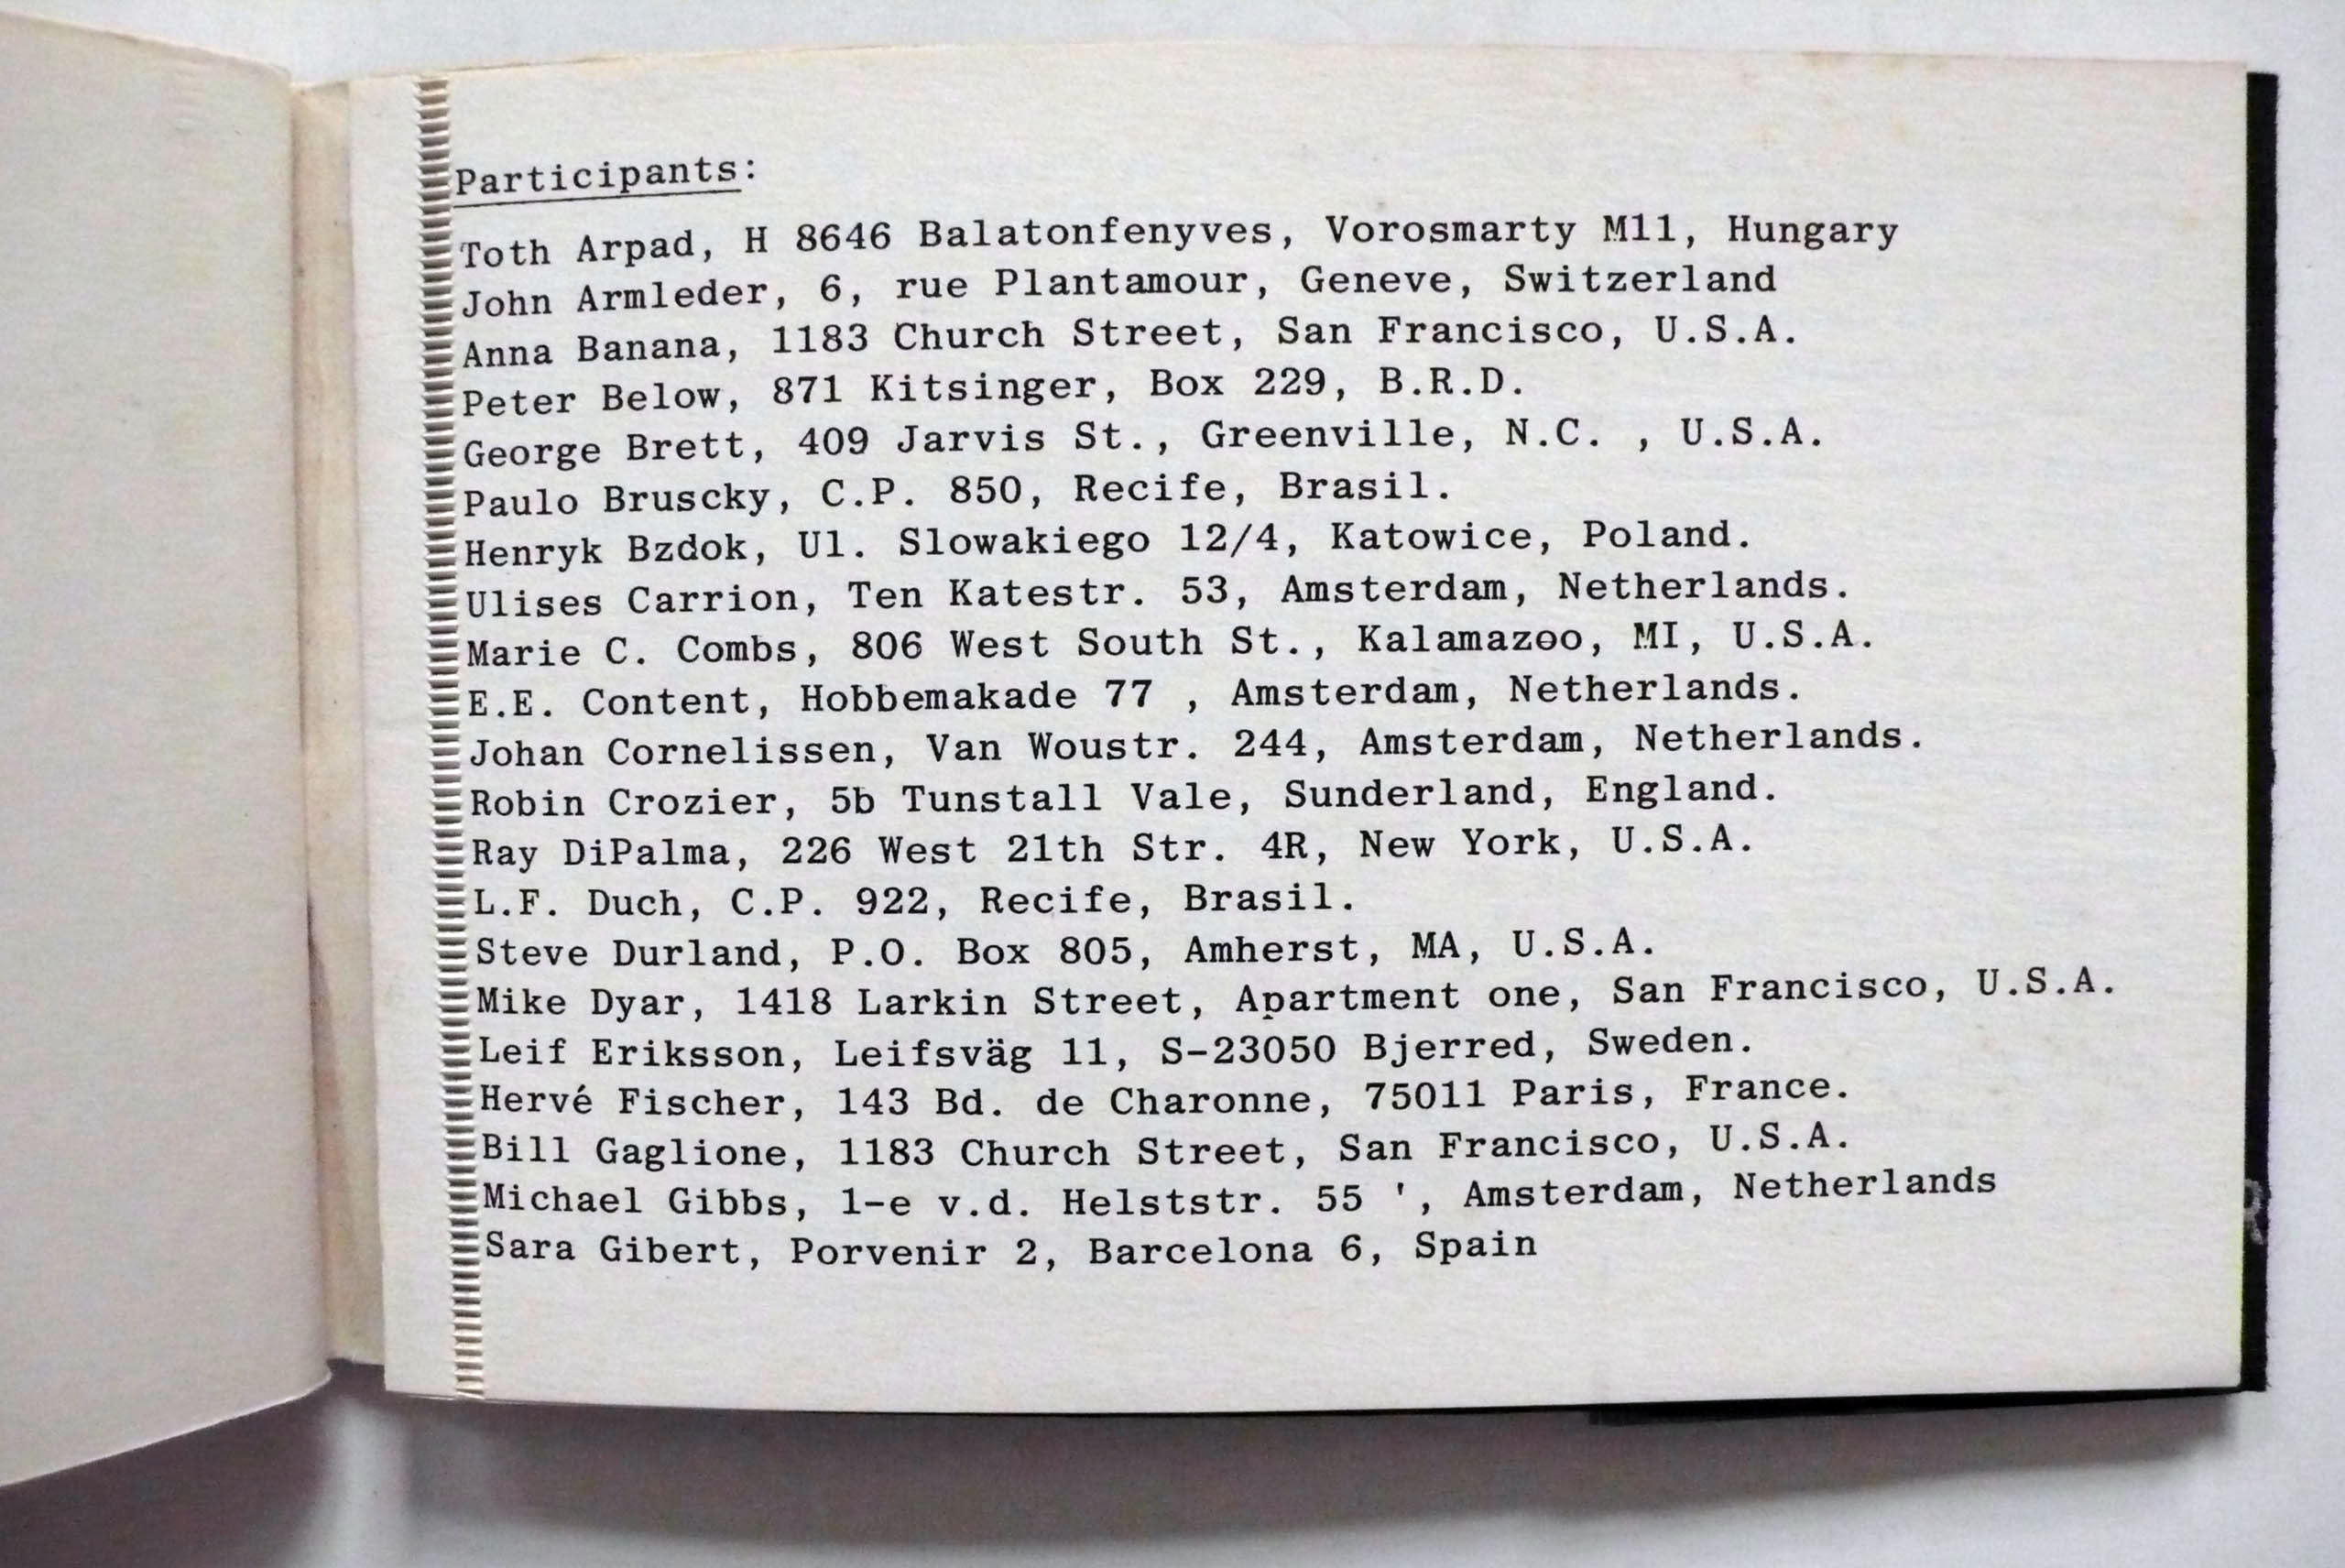 Participants:
Toth Arpad, H 8646 Balatonfenyves, Vorosmarty M11, Hungary
John Armleder, 6, rue Plantamour, Geneve, Switzerland
Anna Banana, 1183 Church Street, San Francisco, U.S.A.
Peter Below, 871 Kitsinger, Box 229, B.R.D.
George Brett, 409 Jarvis St., Greenville, N.C. , U.S.A.
Paulo Bruscky, C.P. 850, Recife, Brasil.
Henryk Bzdok, Ul. Slowakiego 12/4, Katowice, Poland.
Ulises Carrion, Ten Katestr. 53, Amsterdam, Netherlands.
Marie C. Combs, 806 West South St., Kalamazoo, MI, U.S.A.
E.E. Content, Hobbemakade 77 , Amsterdam, Netherlands.
Johan Cornelissen, Van Woustr. 244, Amsterdam, Netherlands.
Robin Crozier, 5b Tunstall Vale, Sunderland, England.
Ray DiPalma, 226 West 21th Str. 4R, New York, U.S.A.
L.F. Duch, C.P. 922, Recife, Brasil.
Steve Durland, P.O. Box 805, Amherst, MA, U.S.A.
Mike Dyar, 1418 Larkin Street, Apartment one, San Francisco, U.S.A.
Leif Eriksson, Leifsväg 11, S-23050 Bjerred, Sweden.
Hervé Fischer, 143 Bd. de Charonne, 75011 Paris, France.
Bill Gaglione, 1183 Church Street, San Francisco, U.S.A.
Michael Gibbs, 1-e v.d. Helststr. 55 ', Amsterdam, Netherlands
Sara Gibert, Porvenir 2, Barcelona 6, Spain